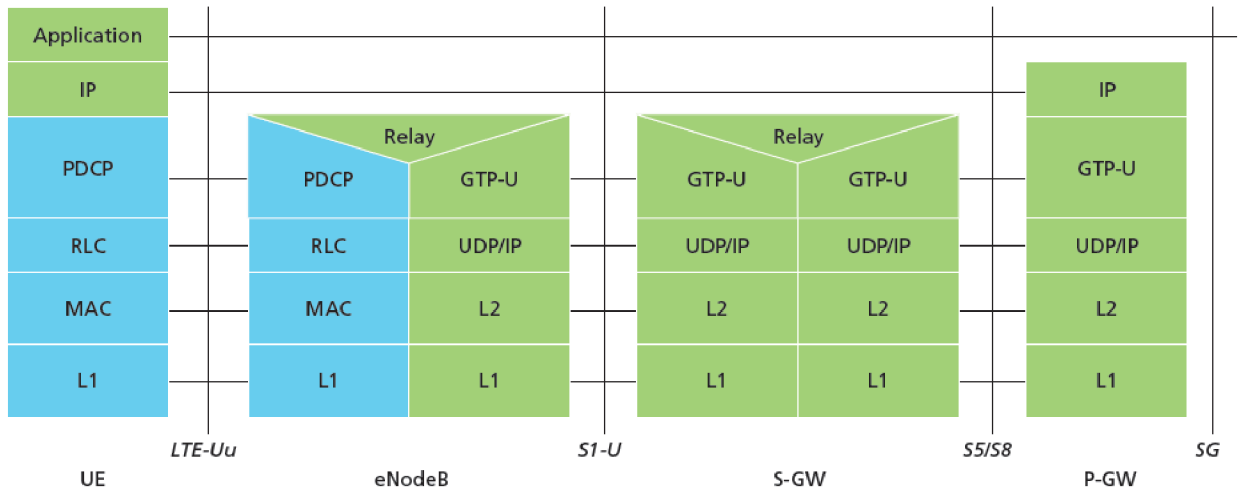 Application
IP
IP
Relay
Relay
PDCP
PDCP
GTP-U
GTP-U
GTP-U
GTP-U
RLC
RLC
UDP/IP
UDP/IP
UDP/IP
UDP/IP
MAC
MAC
L2
L2
L2
L2
L1
L1
L1
L1
L1
L1
LTE-Uu
S1-U
S5/S8
SG
UE
eNodeB
S-GW
P-GW